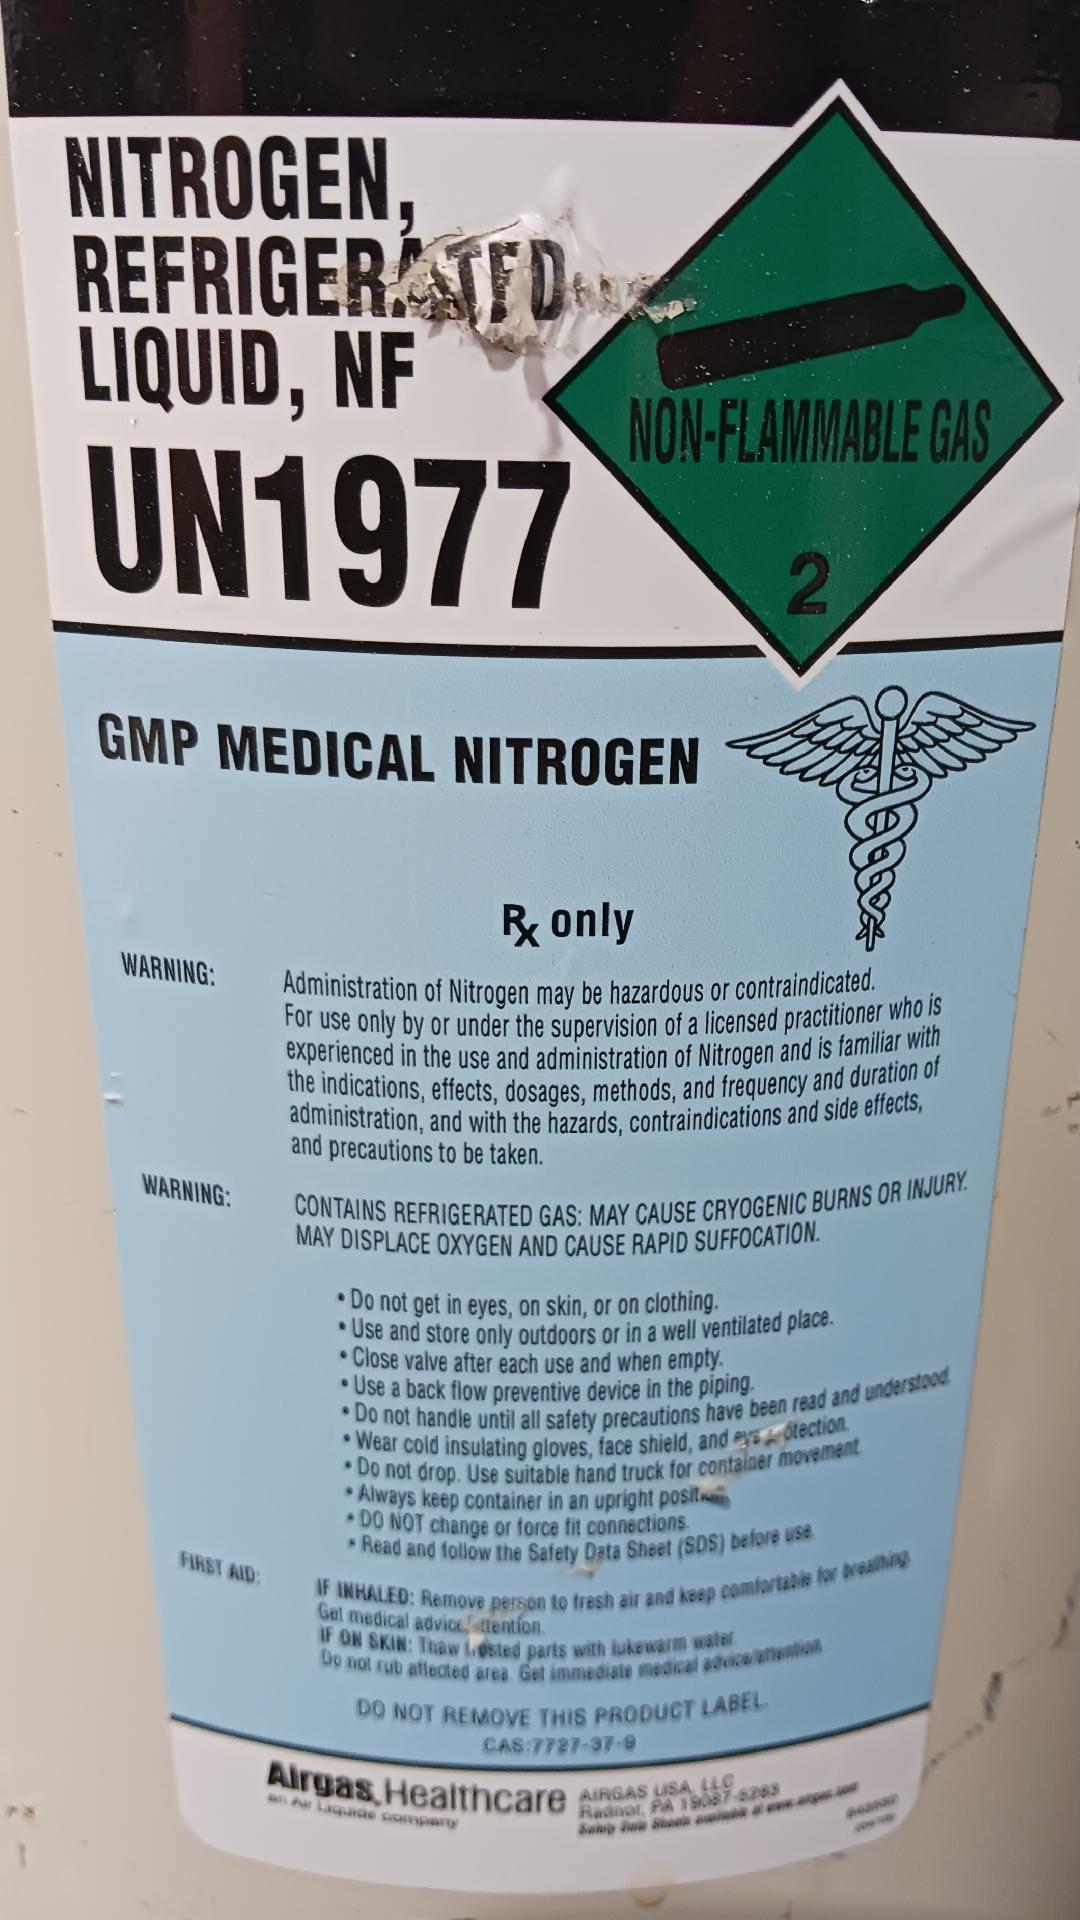 NITROGEN,
REFRIGERATED
LIQUID, NF
UN1977
NON-FLAMMABLE GAS
2
GMP MEDICAL NITROGEN
Rx only
WARNING:
Administration of Nitrogen may be hazardous or contraindicated.
For use only by or under the supervision of a licensed practitioner who is
experienced in the use and administration of Nitrogen and is familiar with
the indications, effects, dosages, methods, and frequency and duration of
administration, and with the hazards, contraindications and side effects,
and precautions to be taken.
WARNING:
CONTAINS REFRIGERATED GAS: MAY CAUSE CRYOGENIC BURNS OR INJURY.
MAY DISPLACE OXYGEN AND CAUSE RAPID SUFFOCATION.
• Do not get in eyes, on skin, or on clothing.
• Use and store only outdoors or in a well ventilated place.
• Close valve after each use and when empty.
• Use a back flow preventive device in the piping.
• Do not handle until all safety precautions have been read and understood.
• Wear cold insulating gloves, face shield, and eye protection.
• Do not drop. Use suitable hand truck for container movement.
• Always keep container in an upright position.
• DO NOT change or force fit connections.
• Read and follow the Safety Data Sheet (SDS) before use.
FIRST AID:
IF INHALED: Remove person to fresh air and keep comfortable for breathing.
Get medical advice/attention.
IF ON SKIN: Thaw frosted parts with lukewarm water.
Do not rub affected area. Get immediate medical advice/attention.
DO NOT REMOVE THIS PRODUCT LABEL.
CAS:7727-37-9
Airgas Healthcare
an Air Liquide company
AIRGAS USA, LLC
Radnor, PA 19087-5283
Safety Data Sheets available at www.airgas.com